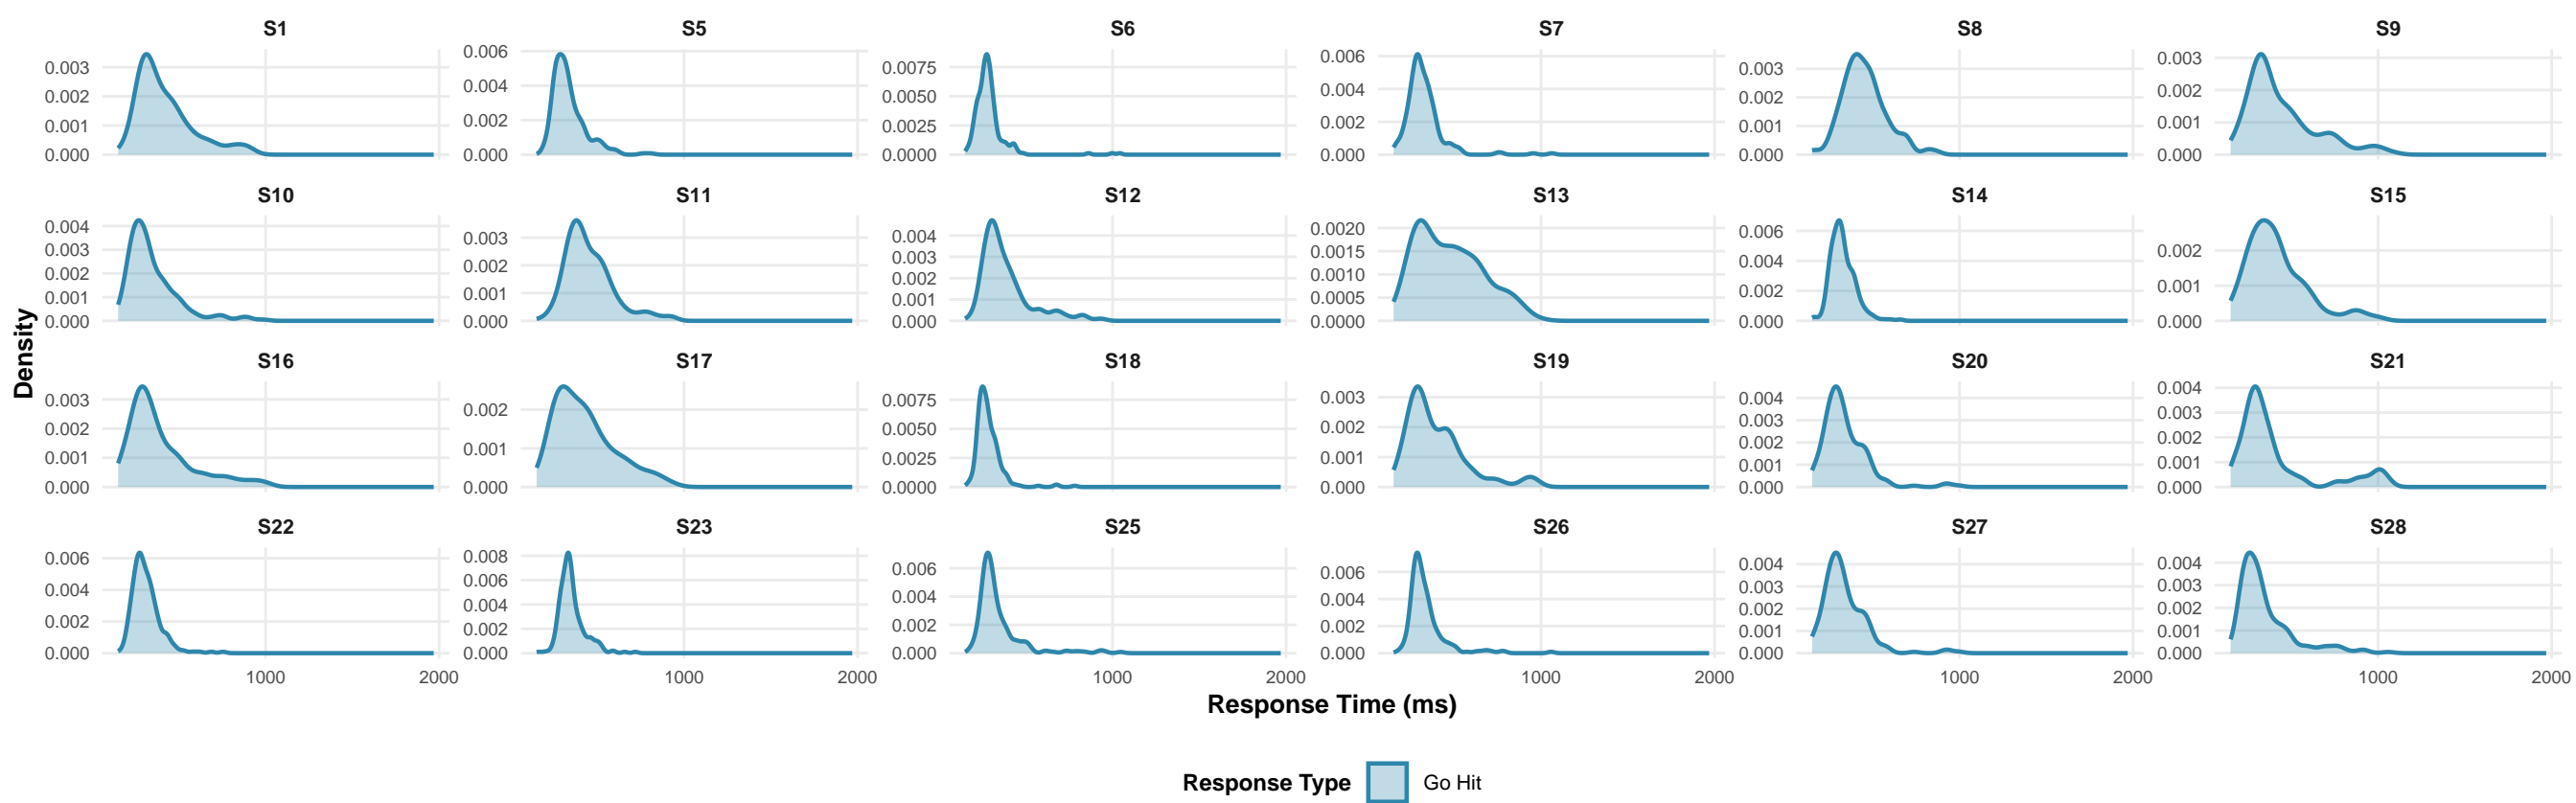 S1 S5 S6 S7 S8 S9
0.003 0.006 0.0075 0.006 0.003 0.003
0.002 0.004 0.0050 0.004 0.002 0.002
0.001 0.002 0.0025 0.002 0.001 0.001
0.000 0.000 0.0000 0.000 0.000 0.000
S10 S11 S12 S13 S14 S15
0.004 0.003 0.004 0.0020 0.006 0.002
0.003 0.002 0.003 0.0015 0.004 0.001
0.002 0.001 0.002 0.0010 0.002 0.000
0.001 0.000 0.001 0.0005 0.000
0.000 0.000 0.0000
Density
S16 S17 S18 S19 S20 S21
0.003 0.002 0.0075 0.003 0.004 0.004
0.002 0.001 0.0050 0.002 0.003 0.003
0.001 0.000 0.0025 0.001 0.002 0.002
0.000 0.0000 0.000 0.001 0.001
0.000 0.000
S22 S23 S25 S26 S27 S28
0.006 0.008 0.006 0.006 0.004 0.004
0.004 0.006 0.004 0.004 0.003 0.003
0.002 0.004 0.002 0.002 0.002 0.002
0.000 0.002 0.000 0.000 0.001 0.001
0.000 0.000 0.000
1000 2000 1000 2000 1000 2000 1000 2000 1000 2000 1000 2000
Response Time (ms)
Response Type Go Hit